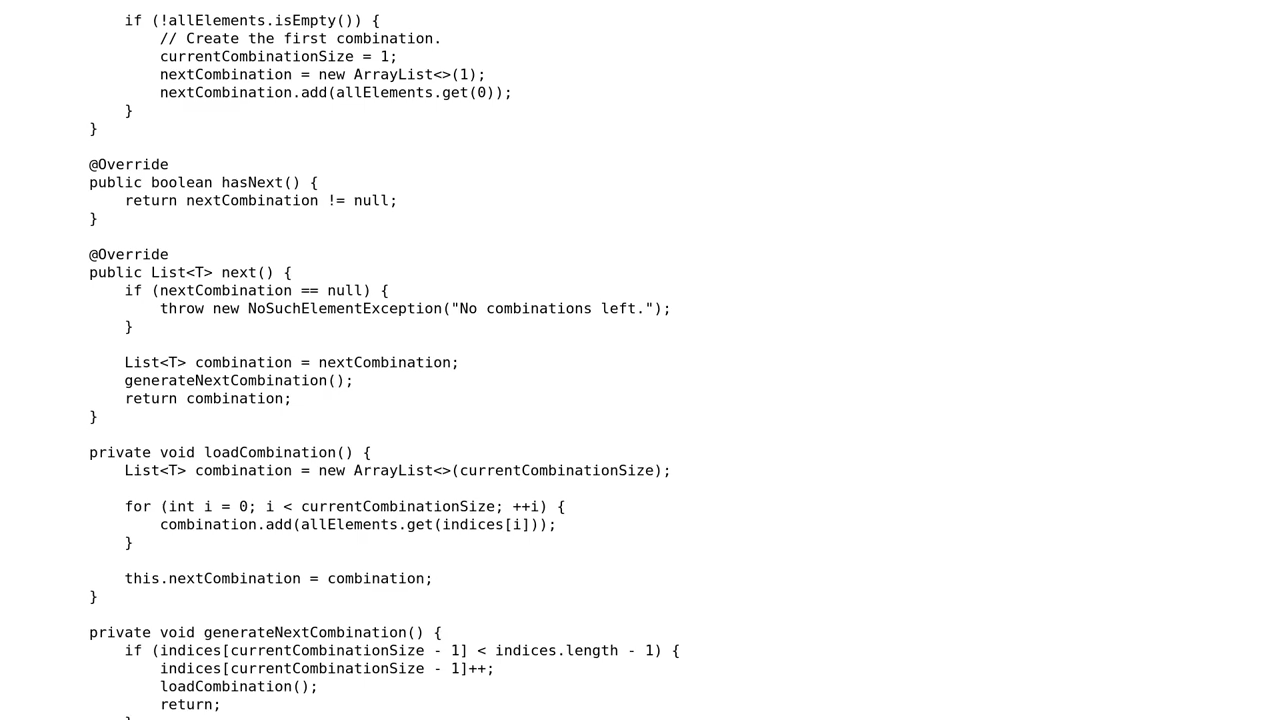 if (!allElements.isEmpty()) {
// Create the first combination.
currentCombinationSize = 1;
nextCombination = new ArrayList<>(1);
nextCombination.add(allElements.get(0));
}
}
@Override
public boolean hasNext() {
return nextCombination != null;
}
@Override
public List<T> next() {
if (nextCombination == null) {
throw new NoSuchElementException("No combinations left.");
}
List<T> combination = nextCombination;
generateNextCombination();
return combination;
}
private void loadCombination() {
List<T> combination = new ArrayList<>(currentCombinationSize);
for (int i = 0; i < currentCombinationSize; ++i) {
combination.add(allElements.get(indices[i]));
}
this.nextCombination = combination;
}
private void generateNextCombination() {
if (indices[currentCombinationSize - 1] < indices.length - 1) {
indices[currentCombinationSize - 1]++;
loadCombination();
return;
}